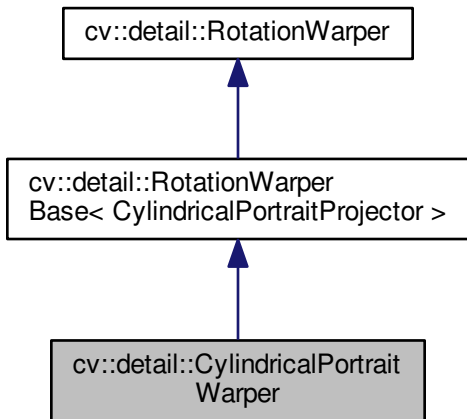 cv::detail::RotationWarper
cv::detail::RotationWarper
Base< CylindricalPortraitProjector >
cv::detail::CylindricalPortrait
Warper